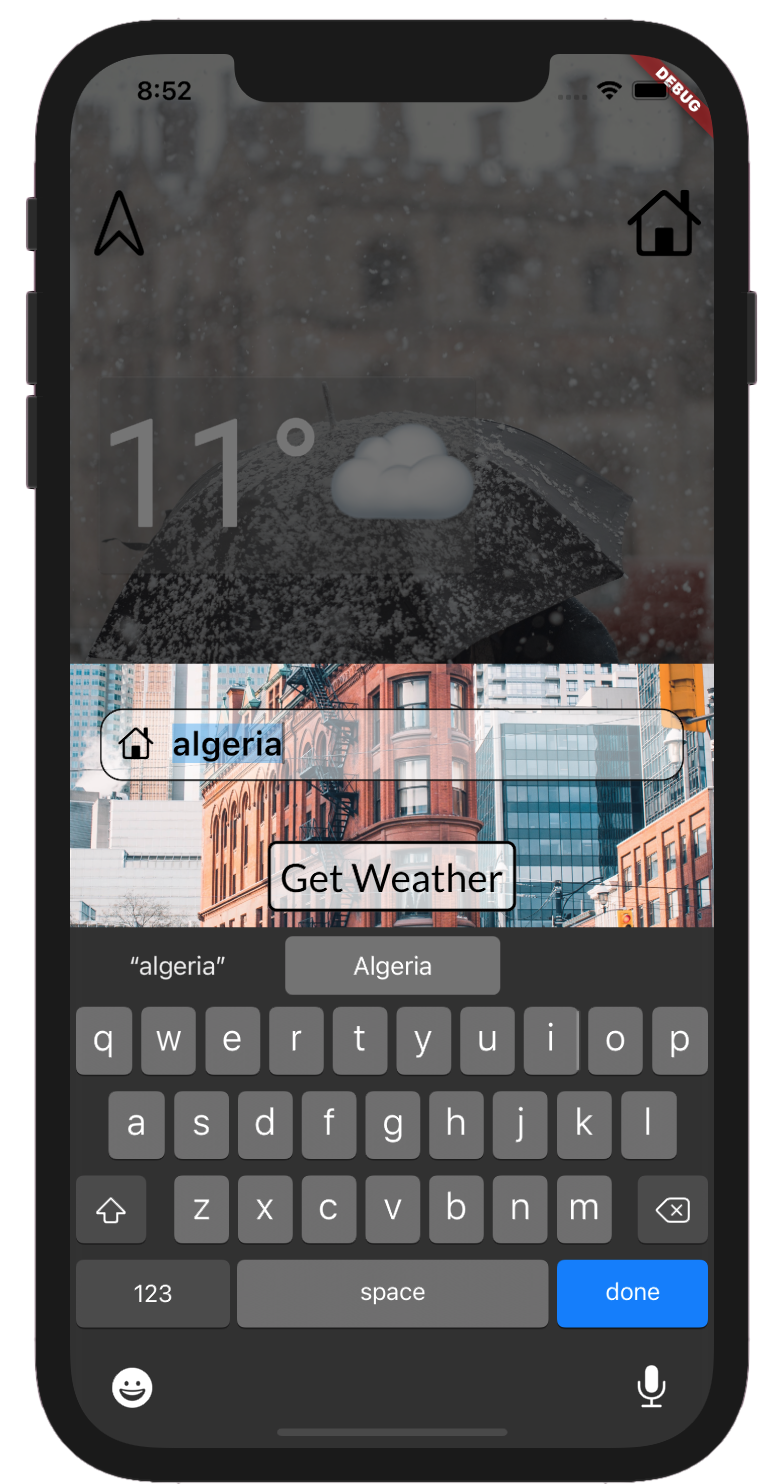 8:52
DEBUG
11°
algeria
Get Weather
“algeria”
Algeria
q w e r t y u i o p
a s d f g h j k l
z x c v b n m
123 space done